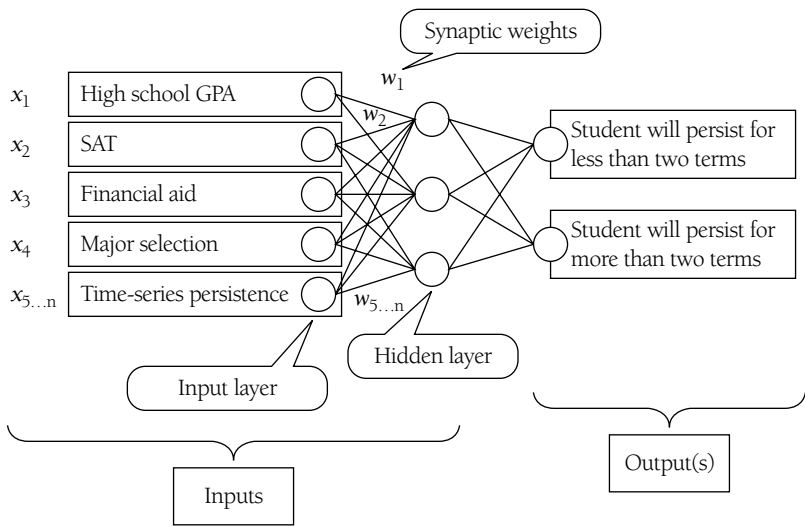 Synaptic weights
w1
w2
x1 High school GPA
x2 SAT
x3 Financial aid
x4 Major selection
x5...n Time-series persistence
w5...n
Student will persist for
less than two terms
Student will persist for
more than two terms
Hidden layer
Input layer
Inputs
Output(s)